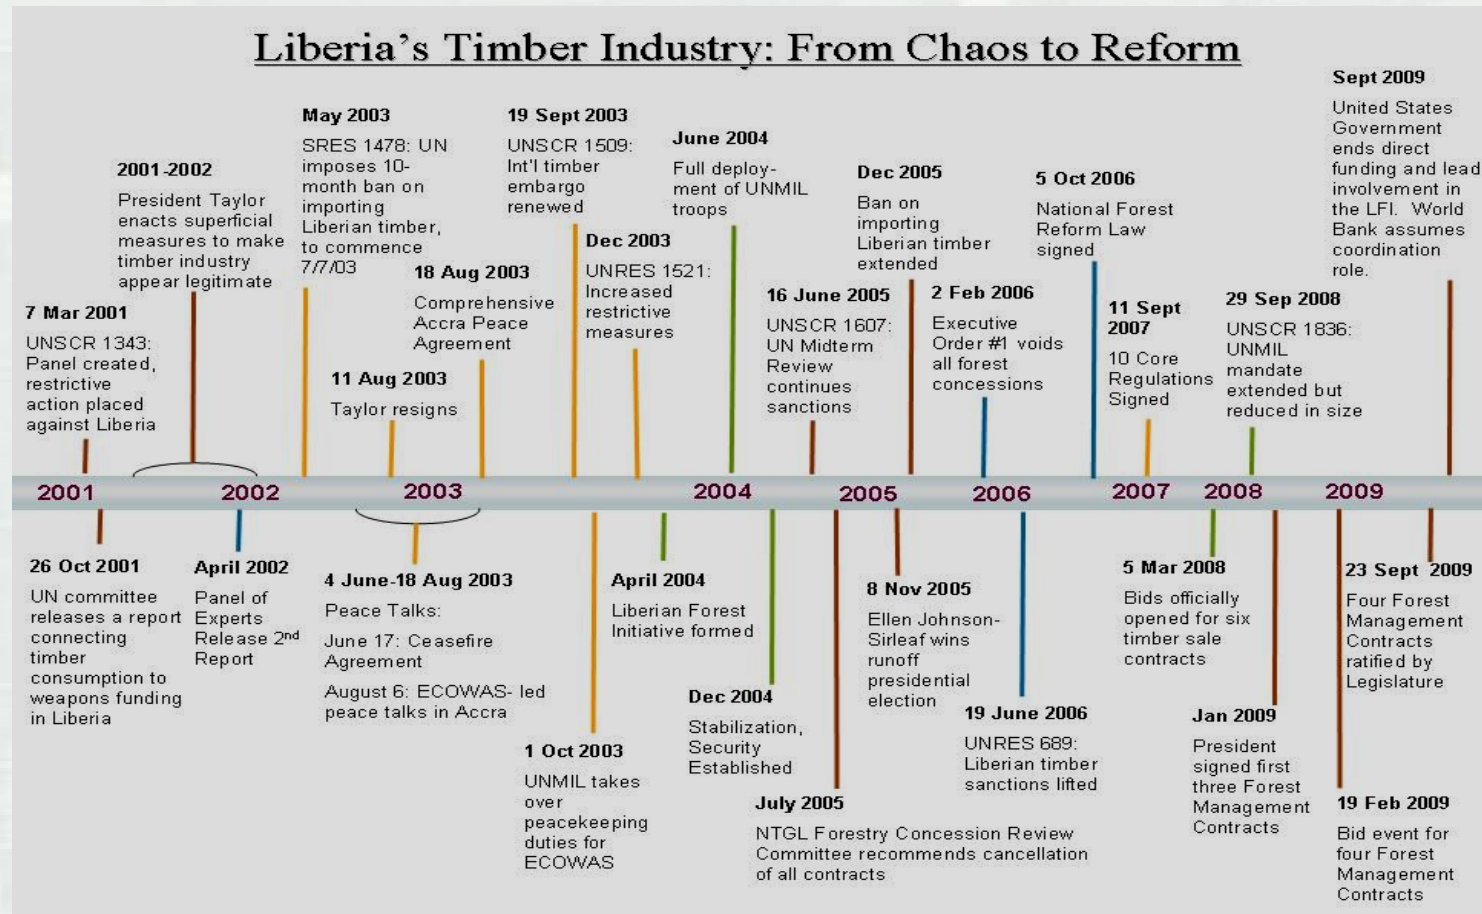 Liberia's Timber Industry: From Chaos to Reform
7 Mar 2001
UNSCR 1343:
Panel created,
restrictive
action placed
against Liberia
2001-2002
President Taylor
enacts superficial
measures to make
timber industry
appear legitimate
May 2003
SRES 1478: UN
imposes 10-
month ban on
importing
Liberian timber,
to commence
7/7/03
11 Aug 2003
Taylor resigns
18 Aug 2003
Comprehensive
Accra Peace
Agreement
19 Sept 2003
UNSCR 1509:
Int'l timber
embargo
renewed
Dec 2003
UNRES 1521:
Increased
restrictive
measures
June 2004
Full deploy-
ment of UNMIL
troops
16 June 2005
UNSCR 1607:
UN Midterm
Review
continues
sanctions
Dec 2005
Ban on
importing
Liberian timber
extended
2 Feb 2006
Executive
Order #1 voids
all forest
concessions
5 Oct 2006
National Forest
Reform Law
signed
11 Sept
2007
10 Core
Regulations
Signed
29 Sep 2008
UNSCR 1836:
UNMIL
mandate
extended but
reduced in size
Sept 2009
United States
Government
ends direct
funding and lead
involvement in
the LFI. World
Bank assumes
coordination
role.
2001 2002 2003 2004 2005 2006 2007 2008 2009
26 Oct 2001
UN committee
releases a report
connecting
timber
consumption to
weapons funding
in Liberia
April 2002
Panel of
Experts
Release 2nd
Report
4 June-18 Aug 2003
Peace Talks:
June 17: Ceasefire
Agreement
August 6: ECOWAS- led
peace talks in Accra
1 Oct 2003
UNMIL takes
over
peacekeeping
duties for
ECOWAS
April 2004
Liberian Forest
Initiative formed
Dec 2004
Stabilization,
Security
Established
July 2005
NTGL Forestry Concession Review
Committee recommends cancellation
of all contracts
8 Nov 2005
Ellen Johnson-
Sirleaf wins
runoff
presidential
election
19 June 2006
UNRES 689:
Liberian timber
sanctions lifted
5 Mar 2008
Bids officially
opened for six
timber sale
contracts
Jan 2009
President
signed first
three Forest
Management
Contracts
19 Feb 2009
Bid event for
four Forest
Management
Contracts
23 Sept 2009
Four Forest
Management
Contracts
ratified by
Legislature